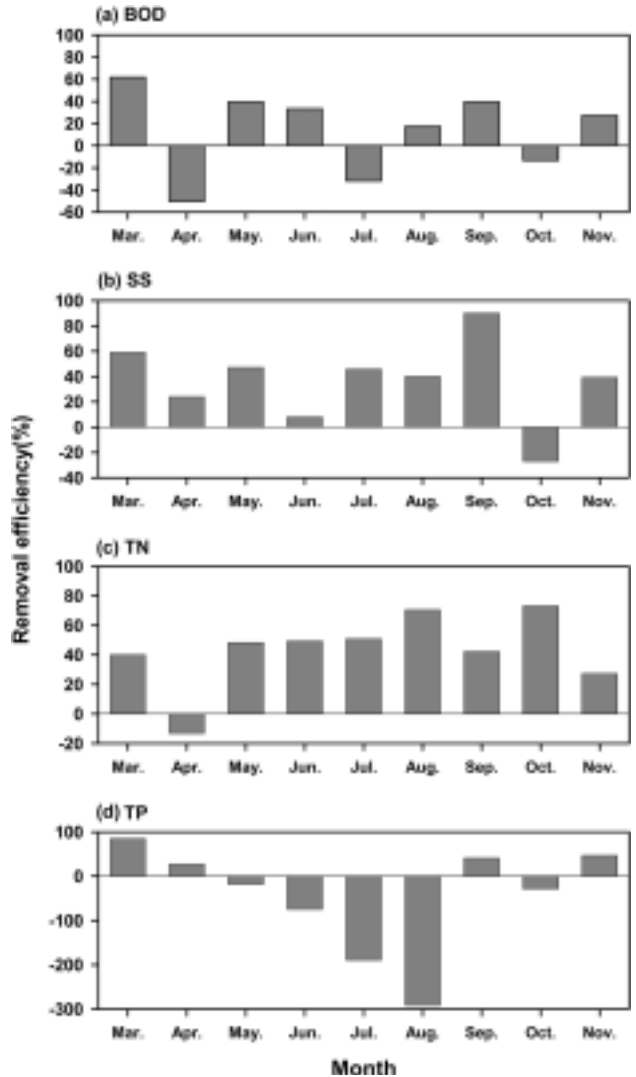 (a) BOD
100
80
60
40
20
0
-20
-40
-60
Mar. Apr. May. Jun. Jul. Aug. Sep. Oct. Nov.
(b) SS
100
80
60
40
20
0
-20
-40
Mar. Apr. May. Jun. Jul. Aug. Sep. Oct. Nov.
Removal efficiency(%)
(c) TN
100
80
60
40
20
0
-20
Mar. Apr. May. Jun. Jul. Aug. Sep. Oct. Nov.
(d) TP
100
0
-100
-200
-300
Mar. Apr. May. Jun. Jul. Aug. Sep. Oct. Nov.
Month